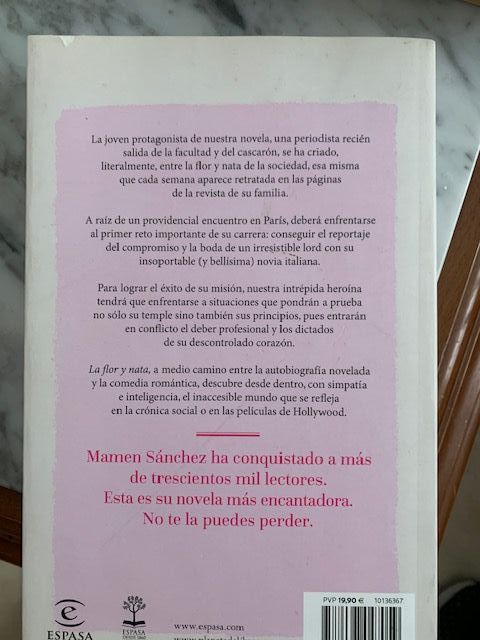 La joven protagonista de nuestra novela, una periodista recién
salida de la facultad y del cascarón, se ha criado,
literalmente, entre la flor y nata de la sociedad, esa misma
que cada semana aparece retratada en las páginas
de la revista de su familia.
A raíz de un providencial encuentro en París, deberá enfrentarse
al primer reto importante de su carrera: conseguir el reportaje
del compromiso y la boda de un irresistible lord con su
insoportable (y bellísima) novia italiana.
Para lograr el éxito de su misión, nuestra intrépida heroína
tendrá que enfrentarse a situaciones que pondrán a prueba
no sólo su temple sino también sus principios, pues entrarán
en conflicto el deber profesional y los dictados
de su descontrolado corazón.
La flor y nata, a medio camino entre la autobiografía novelada
y la comedia romántica, descubre desde dentro, con simpatía
e inteligencia, el inaccesible mundo que se refleja
en la crónica social o en las películas de Hollywood.
Mamen Sánchez ha conquistado a más
de trescientos mil lectores.
Esta es su novela más encantadora.
No te la puedes perder.
PVP 19,90 € 10136367
e
ESPASA
ESPASA
www.espasa.com